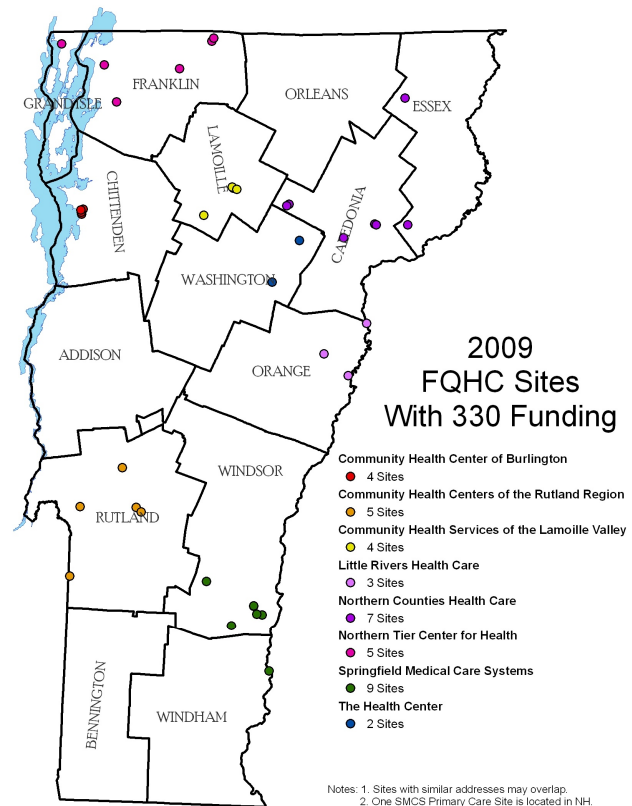 GRAND ISLE
FRANKLIN
ORLEANS
ESSEX
LAMOILLE
CHITTENDEN
CALEDONIA
WASHINGTON
ADDISON
ORANGE
2009
FQHC Sites
With 330 Funding
WINDSOR
RUTLAND
BENNINGTON
WINDHAM
Community Health Center of Burlington
4 Sites
Community Health Centers of the Rutland Region
5 Sites
Community Health Services of the Lamoille Valley
4 Sites
Little Rivers Health Care
3 Sites
Northern Counties Health Care
7 Sites
Northern Tier Center for Health
5 Sites
Springfield Medical Care Systems
9 Sites
The Health Center
2 Sites
Notes: 1. Sites with similar addresses may overlap.
2. One SMCS Primary Care Site is located in NH.